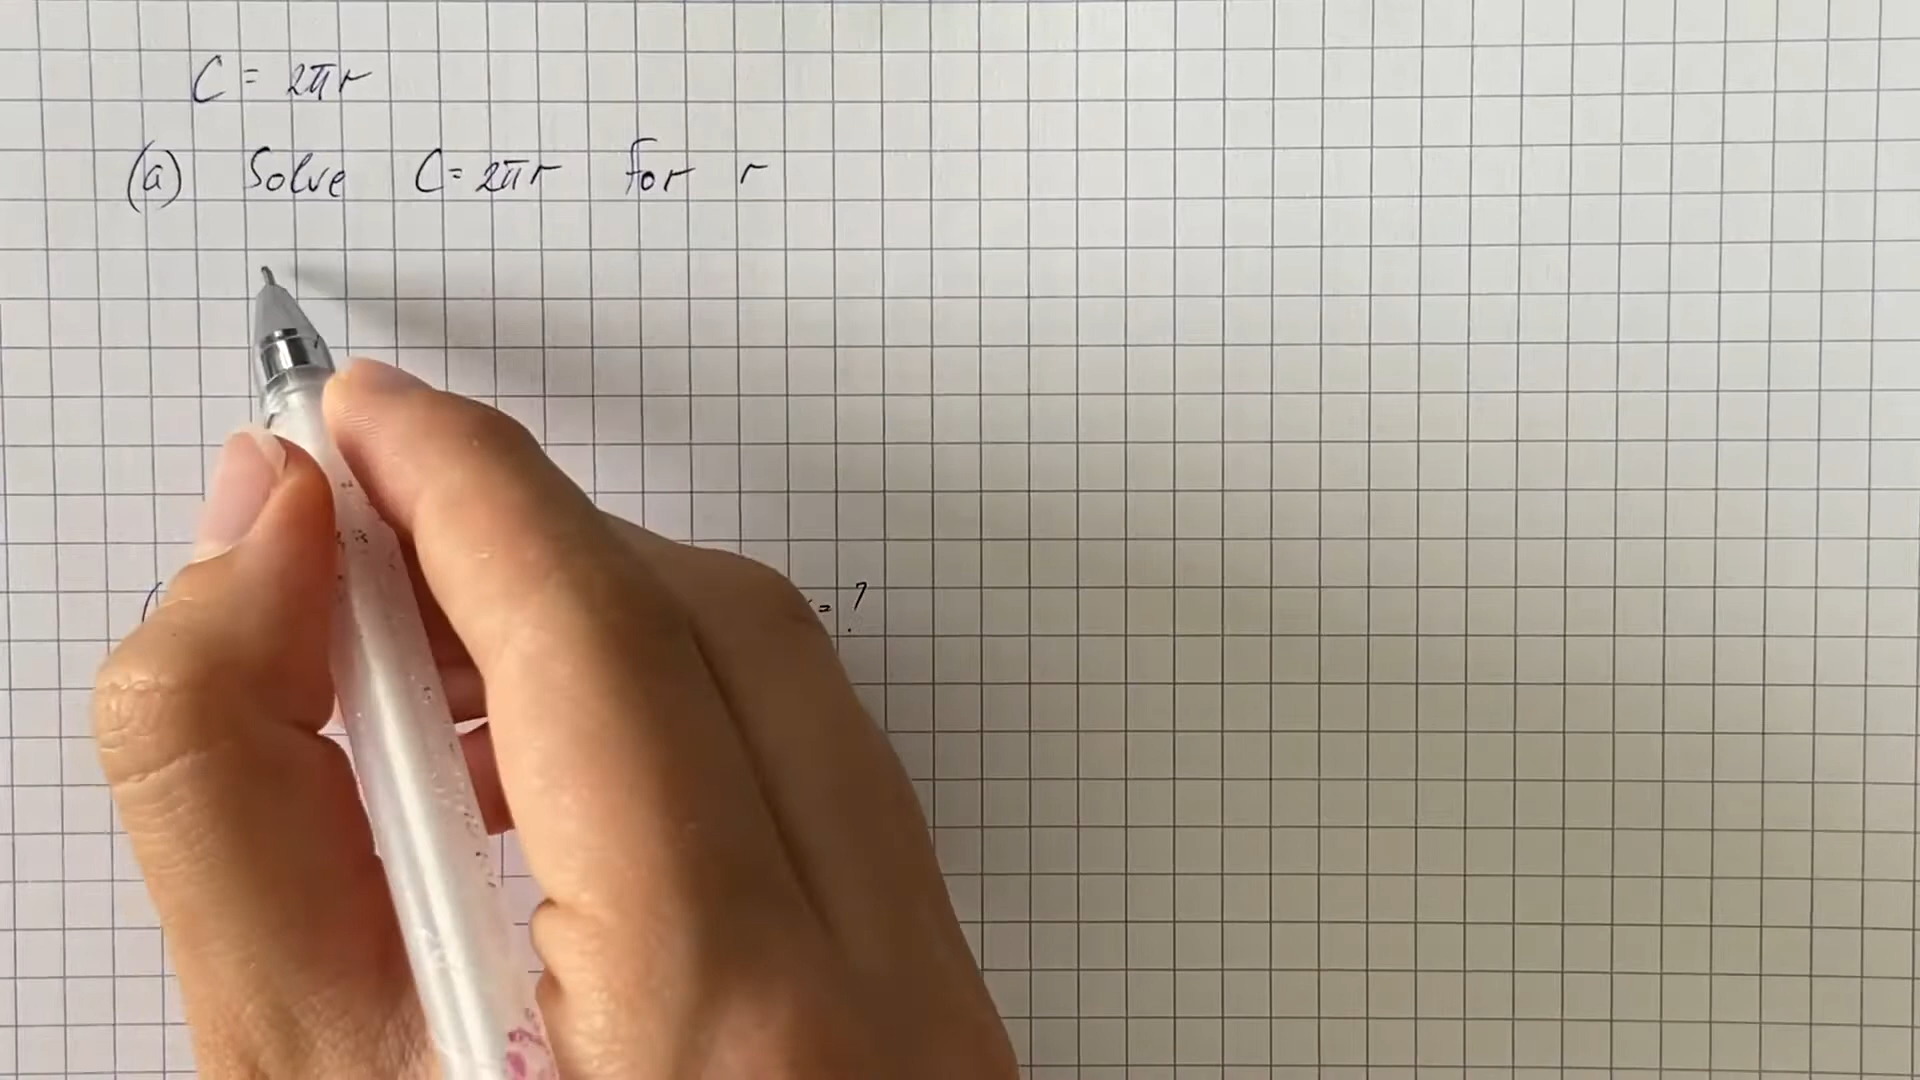 C = 2πr
(a) Solve C = 2πr for r
( = ?